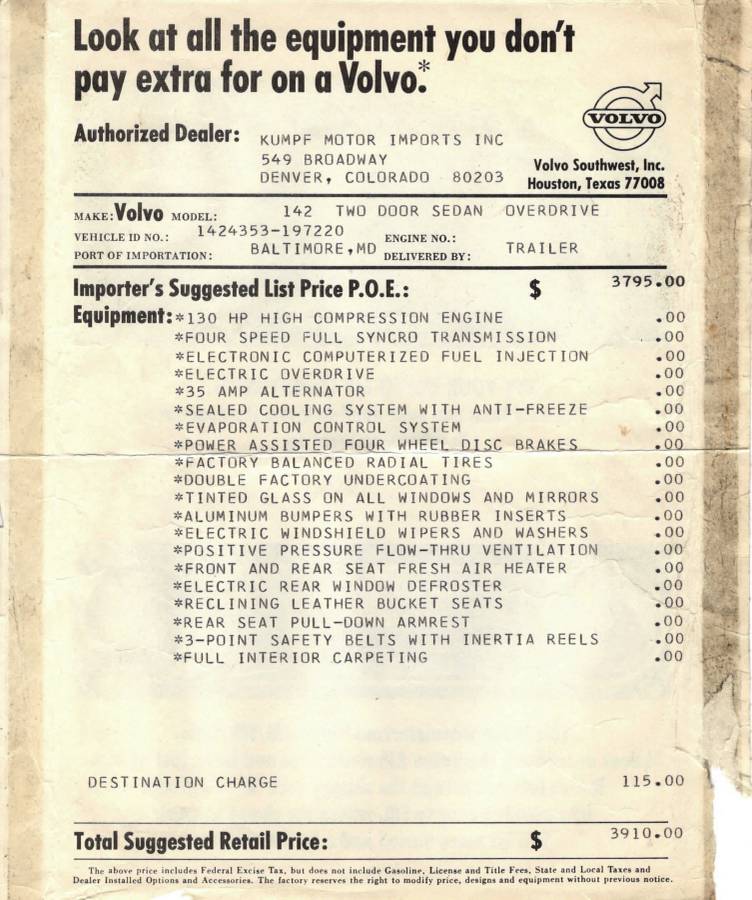 Look at all the equipment you don't
pay extra for on a Volvo.*
VOLVO
Authorized Dealer: KUMPF MOTOR IMPORTS INC
549 BROADWAY
DENVER, COLORADO 80203
Volvo Southwest, Inc.
Houston, Texas 77008
MAKE: Volvo MODEL: 142 TWO DOOR SEDAN OVERDRIVE
VEHICLE ID NO.: 1424353-197220 ENGINE NO.:
PORT OF IMPORTATION: BALTIMORE,MD DELIVERED BY: TRAILER
Importer's Suggested List Price P.O.E.: $ 3795.00
Equipment: *130 HP HIGH COMPRESSION ENGINE .00
*FOUR SPEED FULL SYNCRO TRANSMISSION .00
*ELECTRONIC COMPUTERIZED FUEL INJECTION .00
*ELECTRIC OVERDRIVE .00
*35 AMP ALTERNATOR .00
*SEALED COOLING SYSTEM WITH ANTI-FREEZE .00
*EVAPORATION CONTROL SYSTEM .00
*POWER ASSISTED FOUR WHEEL DISC BRAKES .00
*FACTORY BALANCED RADIAL TIRES .00
*DOUBLE FACTORY UNDERCOATING .00
*TINTED GLASS ON ALL WINDOWS AND MIRRORS .00
*ALUMINUM BUMPERS WITH RUBBER INSERTS .00
*ELECTRIC WINDSHIELD WIPERS AND WASHERS .00
*POSITIVE PRESSURE FLOW-THRU VENTILATION .00
*FRONT AND REAR SEAT FRESH AIR HEATER .00
*ELECTRIC REAR WINDOW DEFROSTER .00
*RECLINING LEATHER BUCKET SEATS .00
*REAR SEAT PULL-DOWN ARMREST .00
*3-POINT SAFETY BELTS WITH INERTIA REELS .00
*FULL INTERIOR CARPETING .00
DESTINATION CHARGE 115.00
Total Suggested Retail Price: $ 3910.00
The above price includes Federal Excise Tax, but does not include Gasoline, License and Title Fees, State and Local Taxes and
Dealer Installed Options and Accessories. The factory reserves the right to modify price, designs and equipment without previous notice.